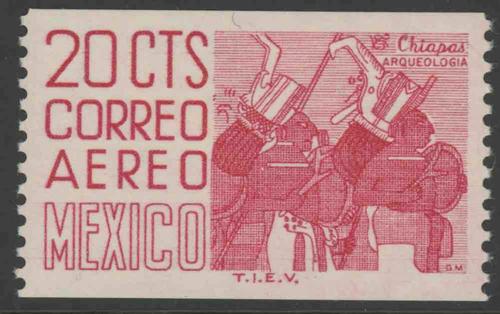 20 CTS
CORREO
AEREO
MEXICO
Chiapas
ARQUEOLOGIA
T.I.E.V.
G.M.